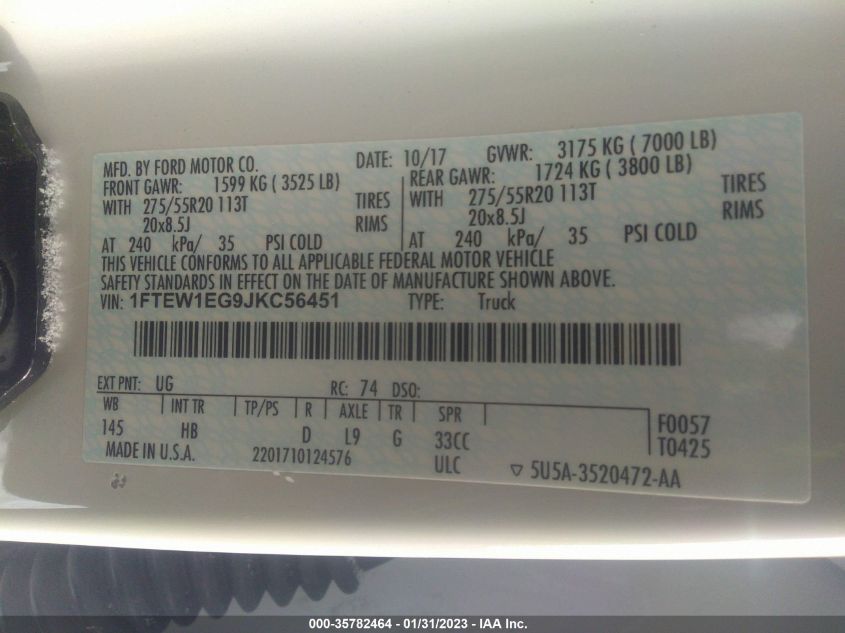 MFD. BY FORD MOTOR CO. DATE: 10/17 GVWR: 3175 KG ( 7000 LB)
FRONT GAWR: 1599 KG ( 3525 LB) REAR GAWR: 1724 KG ( 3800 LB)
WITH 275/55R20 113T TIRES WITH 275/55R20 113T TIRES
20x8.5J RIMS 20x8.5J RIMS
AT 240 kPa/ 35 PSI COLD AT 240 kPa/ 35 PSI COLD
THIS VEHICLE CONFORMS TO ALL APPLICABLE FEDERAL MOTOR VEHICLE
SAFETY STANDARDS IN EFFECT ON THE DATE OF MANUFACTURE SHOWN ABOVE.
VIN: 1FTEW1EG9JKC56451 TYPE: Truck
EXT PNT: UG RC: 74 DSO:
WB INT TR TP/PS R AXLE TR SPR F0057
145 HB D L9 G 33CC T0425
MADE IN U.S.A. 2201710124576 ULC ▽ 5U5A-3520472-AA
000-35782464 - 01/31/2023 - IAA Inc.